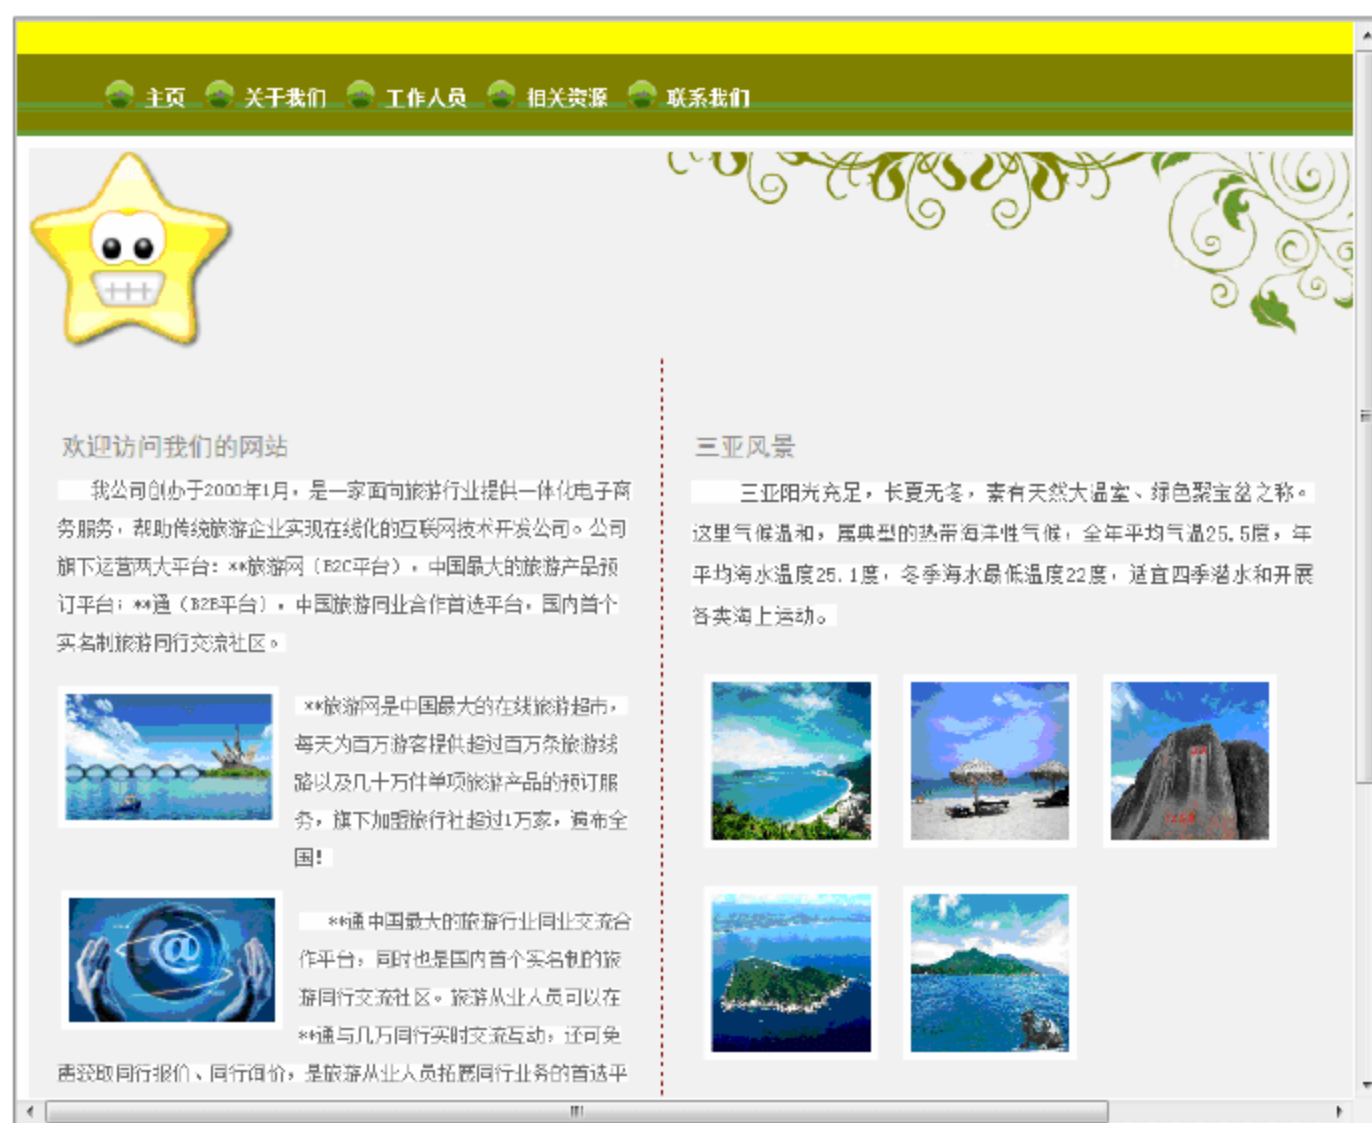 主页 关于我们 工作人员 相关资源 联系我们
欢迎访问我们的网站
我公司创办于2000年1月，是一家面向旅游行业提供一体化电子商
务服务，帮助传统旅游企业实现在线化的互联网技术开发公司。公司
旗下运营两大平台：**旅游网（B2C平台），中国最大的旅游产品预
订平台；**通（B2B平台），中国旅游同业合作首选平台，国内首个
实名制旅游同行交流社区。
**旅游网是中国最大的在线旅游超市，
每天为百万游客提供超过百万条旅游线
路以及几十万件单项旅游产品的预订服
务，旗下加盟旅行社超过1万家，遍布全
国！
**通中国最大的旅游行业同业交流合
作平台，同时也是国内首个实名制的旅
游同行交流社区。旅游从业人员可以在
**通与几万同行实时交流互动，还可免
费获取同行报价、同行询价，是旅游从业人员拓展同行业务的首选平
三亚风景
三亚阳光充足，长夏无冬，素有天然大温室、绿色聚宝盆之称。
这里气候温和，属典型的热带海洋性气候，全年平均气温25.5度，年
平均海水温度25.1度，冬季海水最低温度22度，适宜四季潜水和开展
各类海上运动。
@